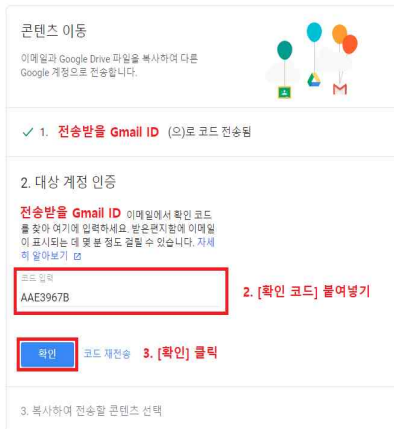 콘텐츠 이동
이메일과 Google Drive 파일을 복사하여 다른
Google 계정으로 전송합니다.
✓ 1. 전송받을 Gmail ID (으)로 코드 전송됨
2. 대상 계정 인증
전송받을 Gmail ID 이메일에서 확인 코드
를 찾아 여기에 입력하세요. 받은편지함에 이메일
이 표시되는 데 몇 분 정도 걸릴 수 있습니다. 자세
히 알아보기
코드 입력
AAE3967B
2. [확인 코드] 붙여넣기
확인 코드 재전송 3. [확인] 클릭
3. 복사하여 전송할 콘텐츠 선택